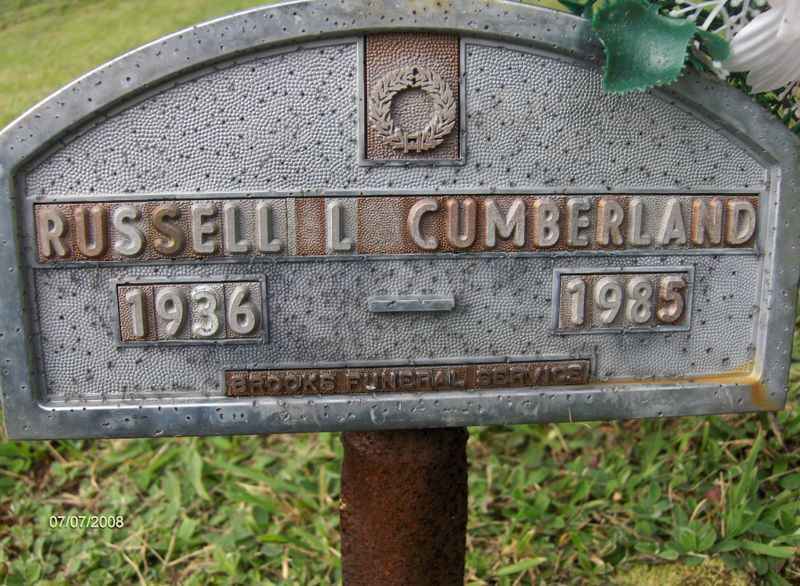 RUSSELL L CUMBERLAND
1936 — 1985
BROOKS FUNERAL SERVICE
07/07/2008